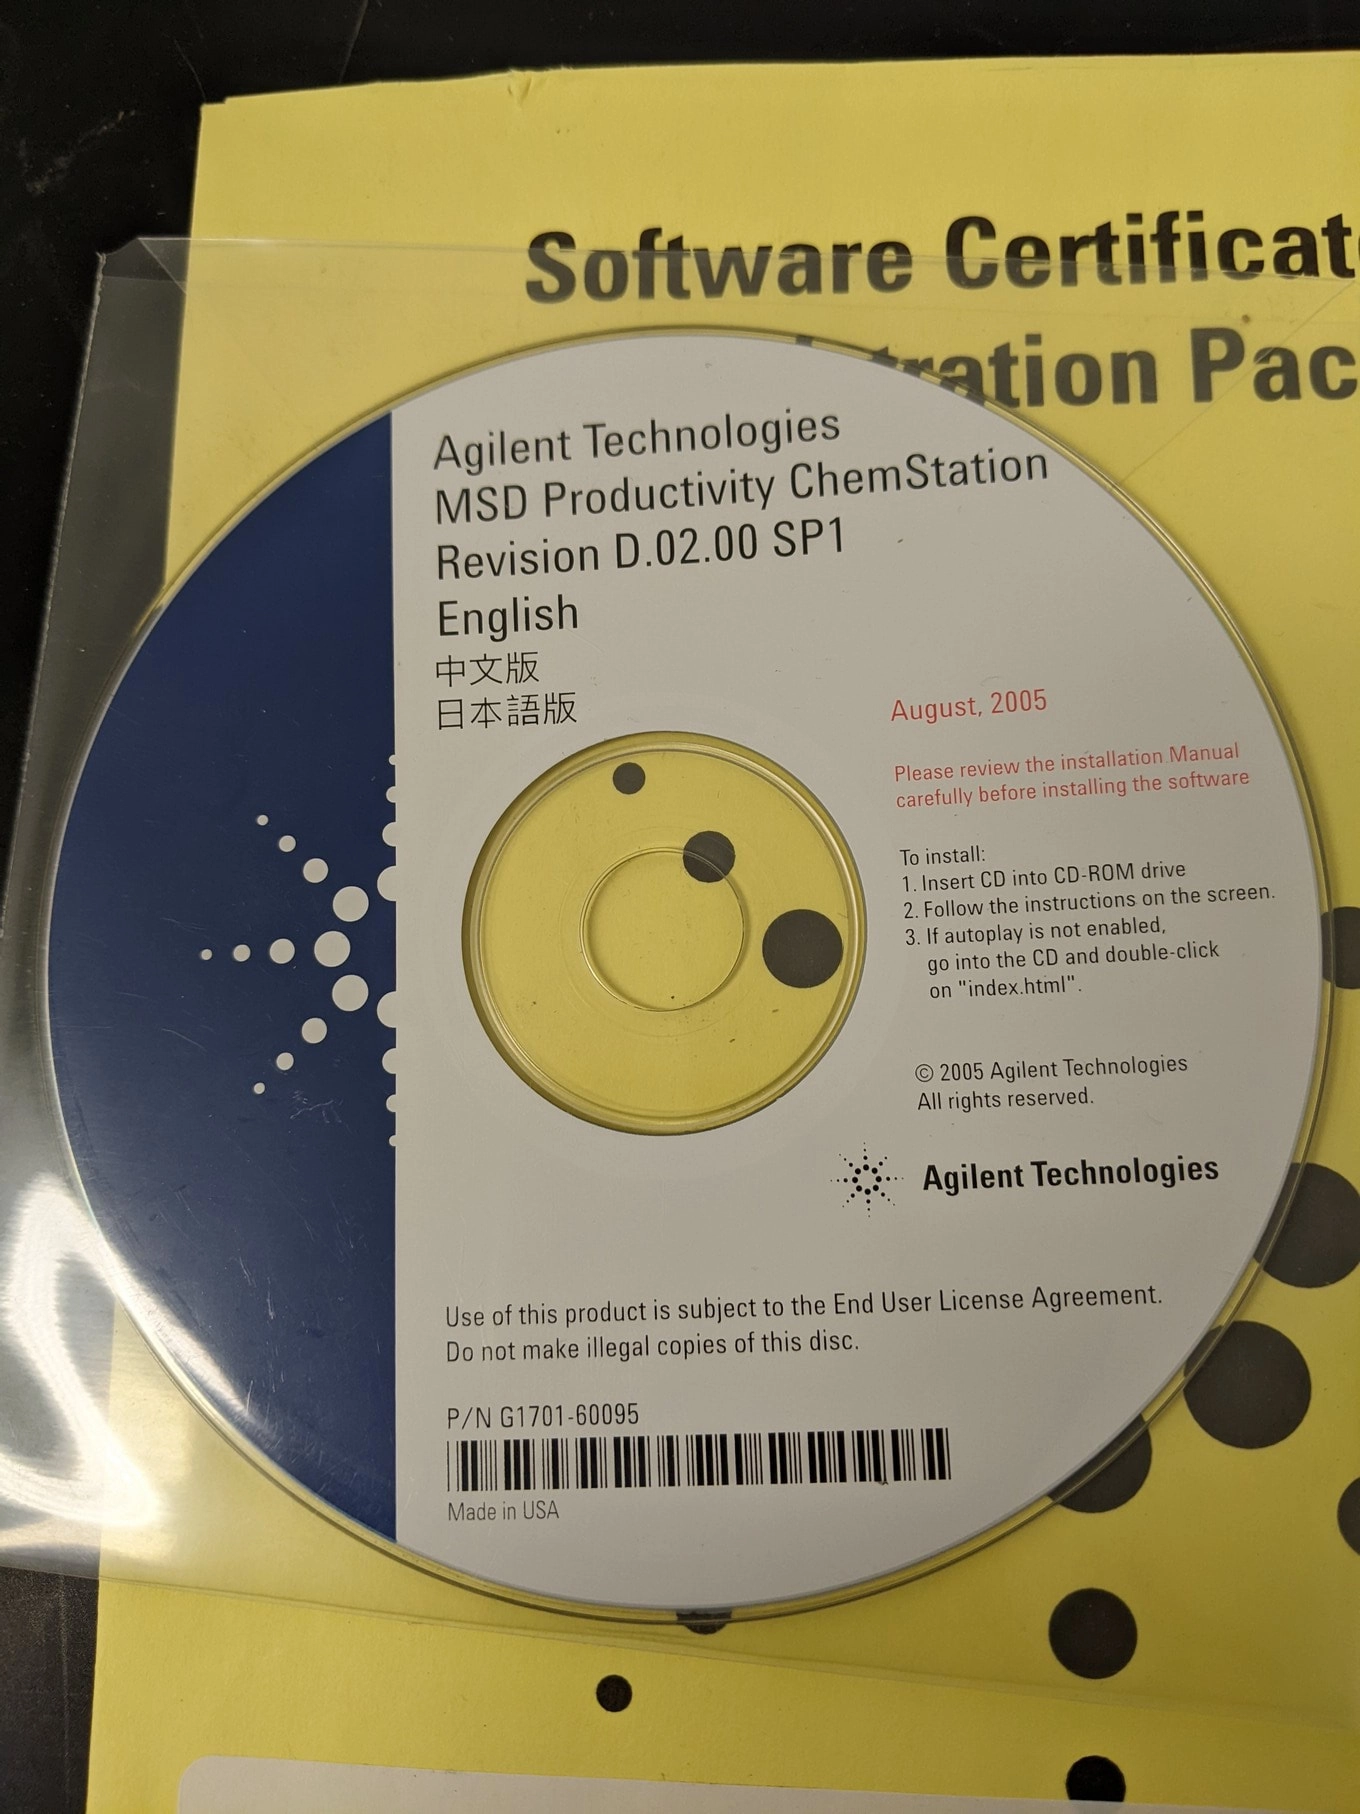 Software Certificat
tration Pac
Agilent Technologies
MSD Productivity ChemStation
Revision D.02.00 SP1
English
中文版
日本語版
August, 2005
Please review the installation Manual
carefully before installing the software
To install:
1. Insert CD into CD-ROM drive
2. Follow the instructions on the screen.
3. If autoplay is not enabled,
go into the CD and double-click
on "index.html".
© 2005 Agilent Technologies
All rights reserved.
Agilent Technologies
Use of this product is subject to the End User License Agreement.
Do not make illegal copies of this disc.
P/N G1701-60095
Made in USA